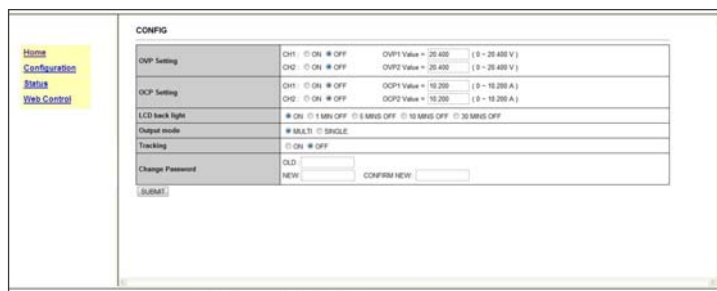 CONFIG
Home
Configuration
Status
Web Control
OVP Setting
CH1 : ON OFF OVP1 Value = 20.400 ( 0 ~ 20.400 V )
CH2 : ON OFF OVP2 Value = 20.400 ( 0 ~ 20.400 V )
OCP Setting
CH1 : ON OFF OCP1 Value = 10.200 ( 0 ~ 10.200 A )
CH2 : ON OFF OCP2 Value = 10.200 ( 0 ~ 10.200 A )
LCD back light ON 1 MIN OFF 5 MINS OFF 10 MINS OFF 30 MINS OFF
Output mode MULTI SINGLE
Tracking ON OFF
Change Password
OLD :
NEW : CONFIRM NEW :
SUBMIT